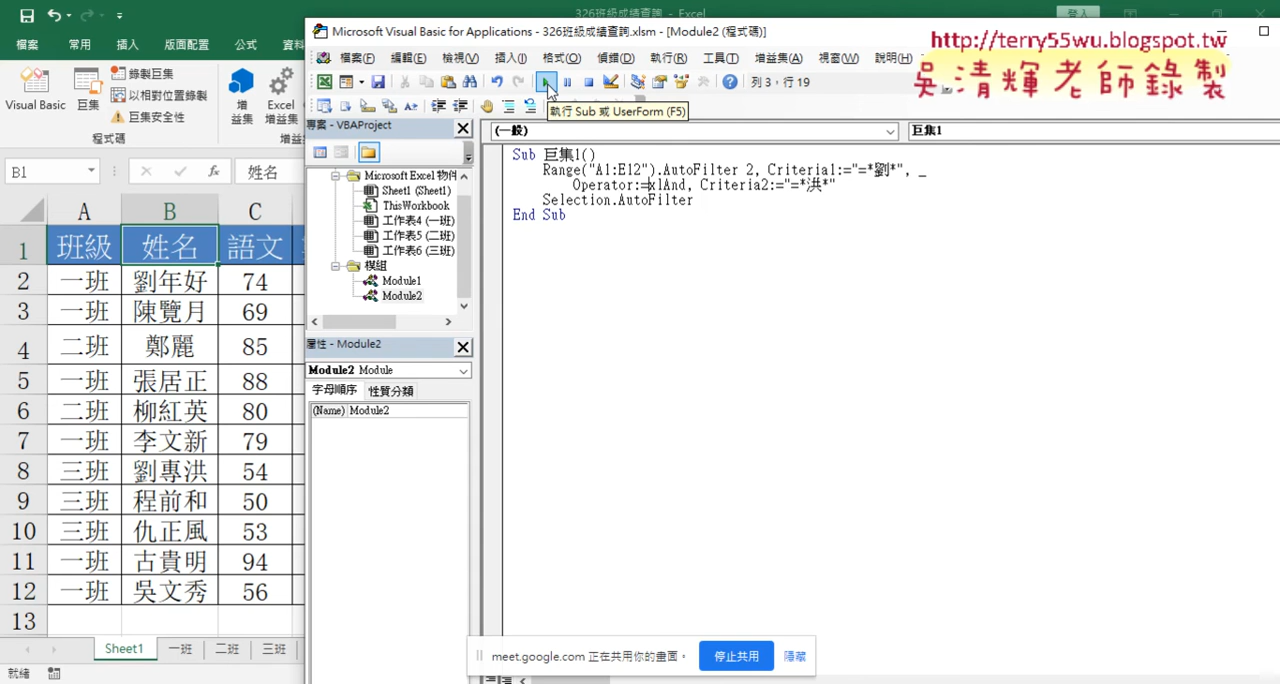 326班級成績查詢 - Excel
登入
檔案
常用
插入
版面配置
公式
資料
Visual Basic
巨集
錄製巨集
以相對位置錄製
巨集安全性
程式碼
增益集
Excel 增益集
B1
姓名
A B C
1 班級 姓名 語文
2 一班 劉年好 74
3 一班 陳覽月 69
4 二班 鄭麗 85
5 一班 張居正 88
6 二班 柳紅英 80
7 一班 李文新 79
8 三班 劉專洪 54
9 三班 程前和 50
10 三班 仇正風 53
11 一班 古貴明 94
12 一班 吳文秀 56
13
Sheet1 一班 二班 三班
就緒
Microsoft Visual Basic for Applications - 326班級成績查詢.xlsm - [Module2 (程式碼)]
檔案(F) 編輯(E) 檢視(V) 插入(I) 格式(O) 偵錯(D) 執行(R) 工具(T) 增益集(A) 視窗(W) 說明(H)
列 3，行 19
執行 Sub 或 UserForm (F5)
http://terry55wu.blogspot.tw
吳清輝老師錄製
專案 - VBAProject
Microsoft Excel 物件
Sheet1 (Sheet1)
ThisWorkbook
工作表4 (一班)
工作表5 (二班)
工作表6 (三班)
模組
Module1
Module2
屬性 - Module2
Module2 Module
字母順序 性質分類
(Name) Module2
(一般)
巨集1
Sub 巨集1()
Range("A1:E12").AutoFilter 2, Criteria1:="=*劉*", _
Operator:=xlAnd, Criteria2:="=*洪*"
Selection.AutoFilter
End Sub
meet.google.com 正在共用你的畫面。
停止共用
隱藏